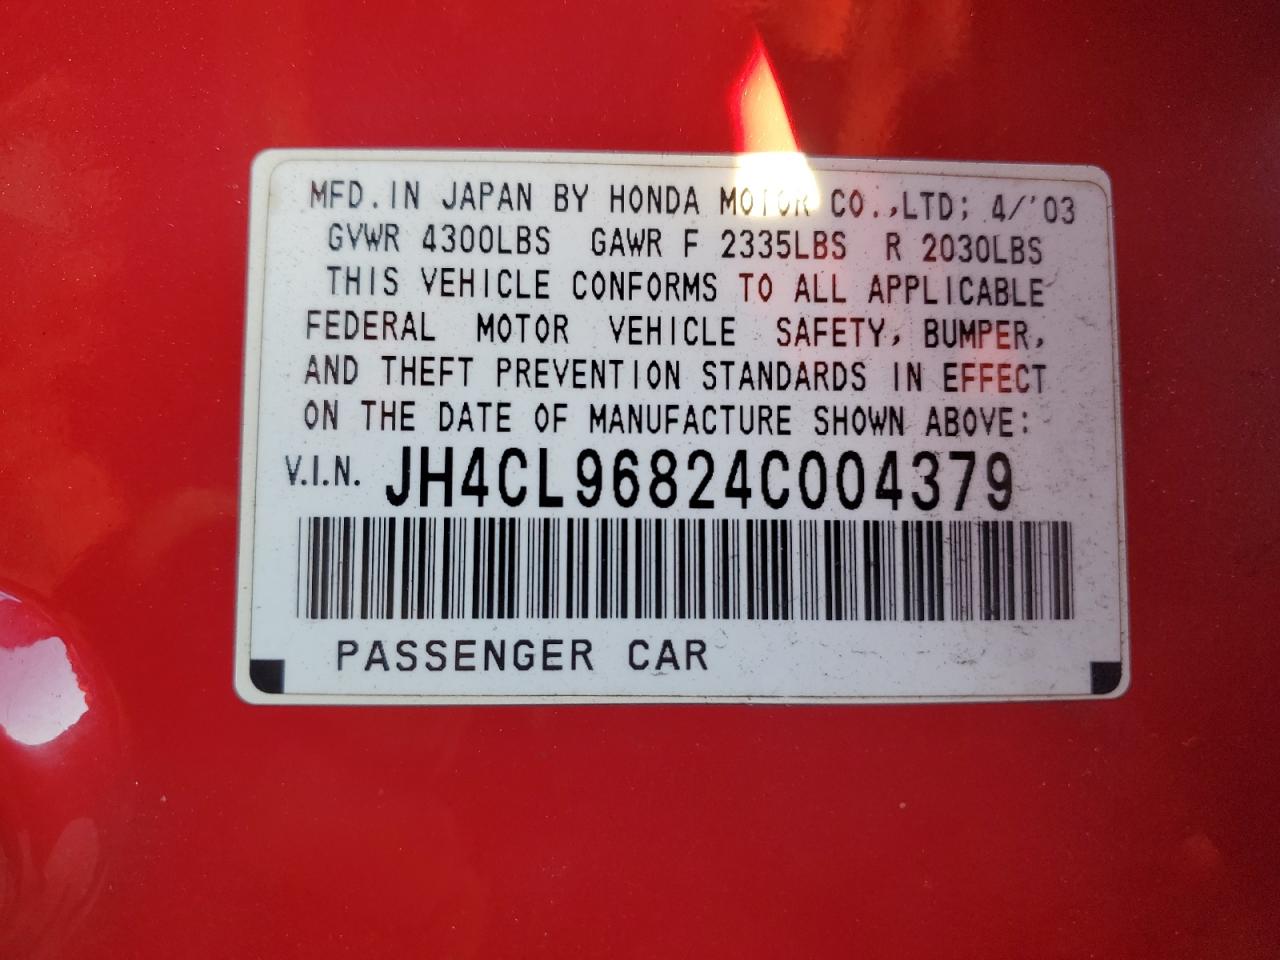 MFD.IN JAPAN BY HONDA MOTOR CO.,LTD; 4/'03
GVWR 4300LBS GAWR F 2335LBS R 2030LBS
THIS VEHICLE CONFORMS TO ALL APPLICABLE
FEDERAL MOTOR VEHICLE SAFETY, BUMPER,
AND THEFT PREVENTION STANDARDS IN EFFECT
ON THE DATE OF MANUFACTURE SHOWN ABOVE:
V.I.N. JH4CL96824C004379
PASSENGER CAR